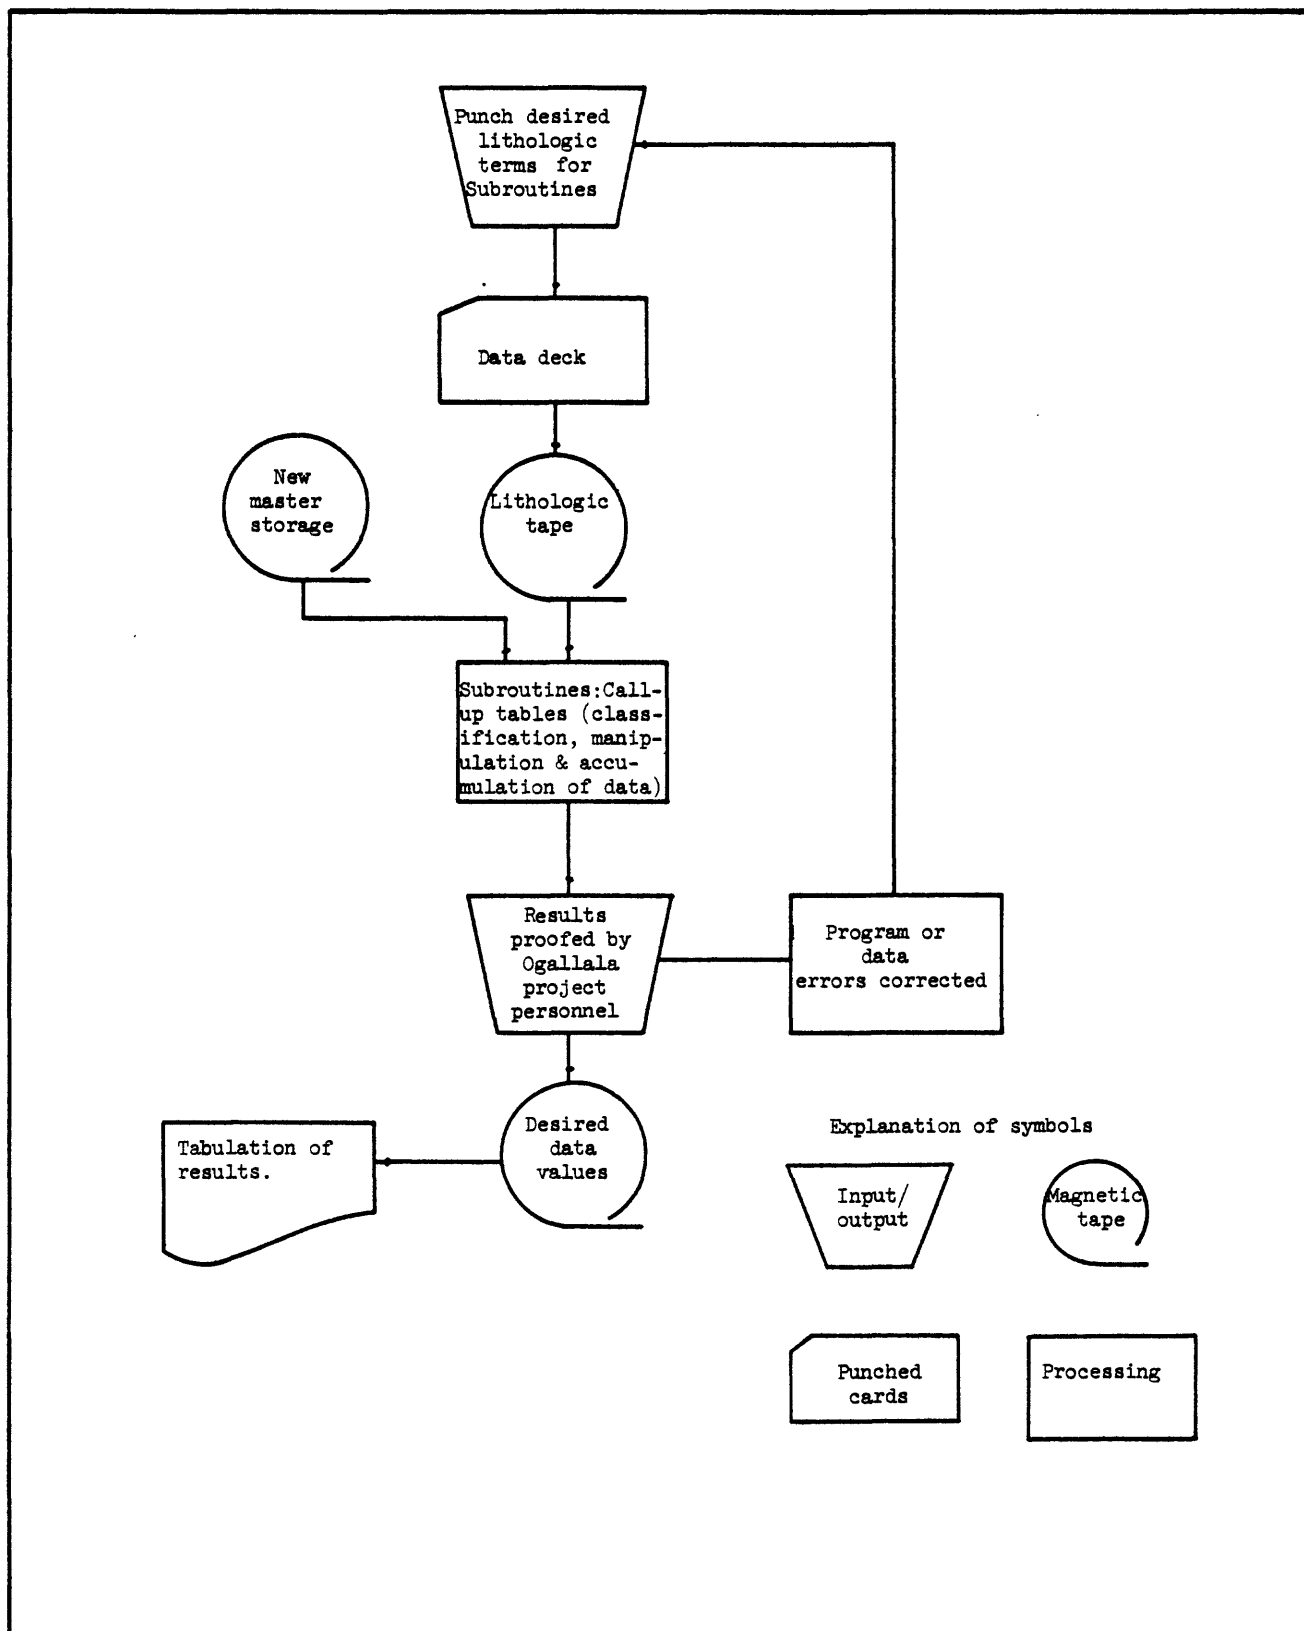 Punch desired
lithologic
terms for
Subroutines
Data deck
New
master
storage
Lithologic
tape
Subroutines:Call-
up tables (class-
ification, manip-
ulation & accu-
mulation of data)
Results
proofed by
Ogallala
project
personnel
Program or
data
errors corrected
Desired
data
values
Tabulation of
results.
Explanation of symbols
Input/
output
Magnetic
tape
Punched
cards
Processing